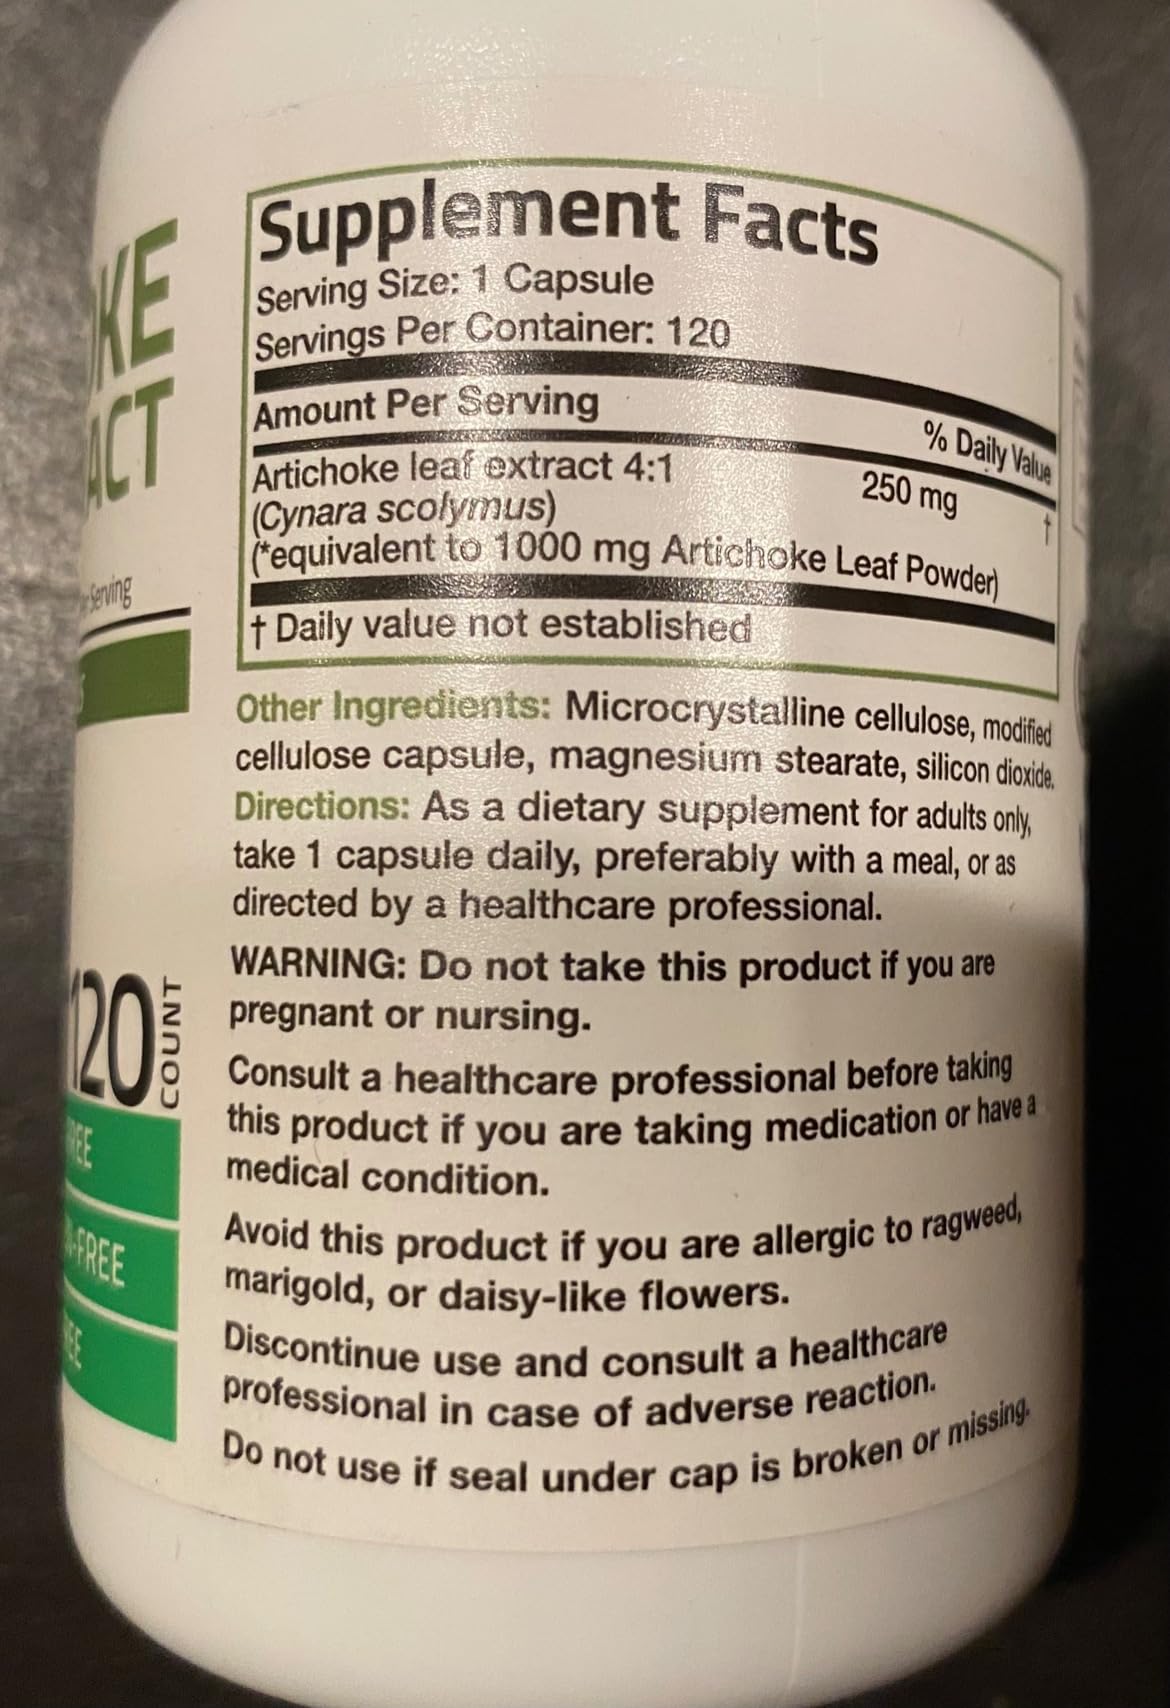 KE
ACT
Serving
120
COUNT
REE
-FREE
EE
Supplement Facts
Serving Size: 1 Capsule
Servings Per Container: 120
Amount Per Serving
% Daily Value
Artichoke leaf extract 4:1 250 mg †
(Cynara scolymus)
(*equivalent to 1000 mg Artichoke Leaf Powder)
† Daily value not established
Other Ingredients: Microcrystalline cellulose, modified
cellulose capsule, magnesium stearate, silicon dioxide.
Directions: As a dietary supplement for adults only,
take 1 capsule daily, preferably with a meal, or as
directed by a healthcare professional.
WARNING: Do not take this product if you are
pregnant or nursing.
Consult a healthcare professional before taking
this product if you are taking medication or have a
medical condition.
Avoid this product if you are allergic to ragweed,
marigold, or daisy-like flowers.
Discontinue use and consult a healthcare
professional in case of adverse reaction.
Do not use if seal under cap is broken or missing.